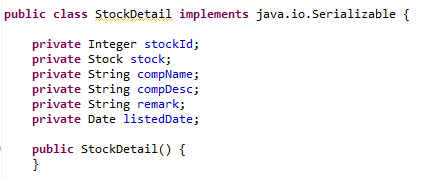 public class StockDetail implements java.io.Serializable {
private Integer stockId;
private Stock stock;
private String compName;
private String compDesc;
private String remark;
private Date listedDate;
public StockDetail() {
}